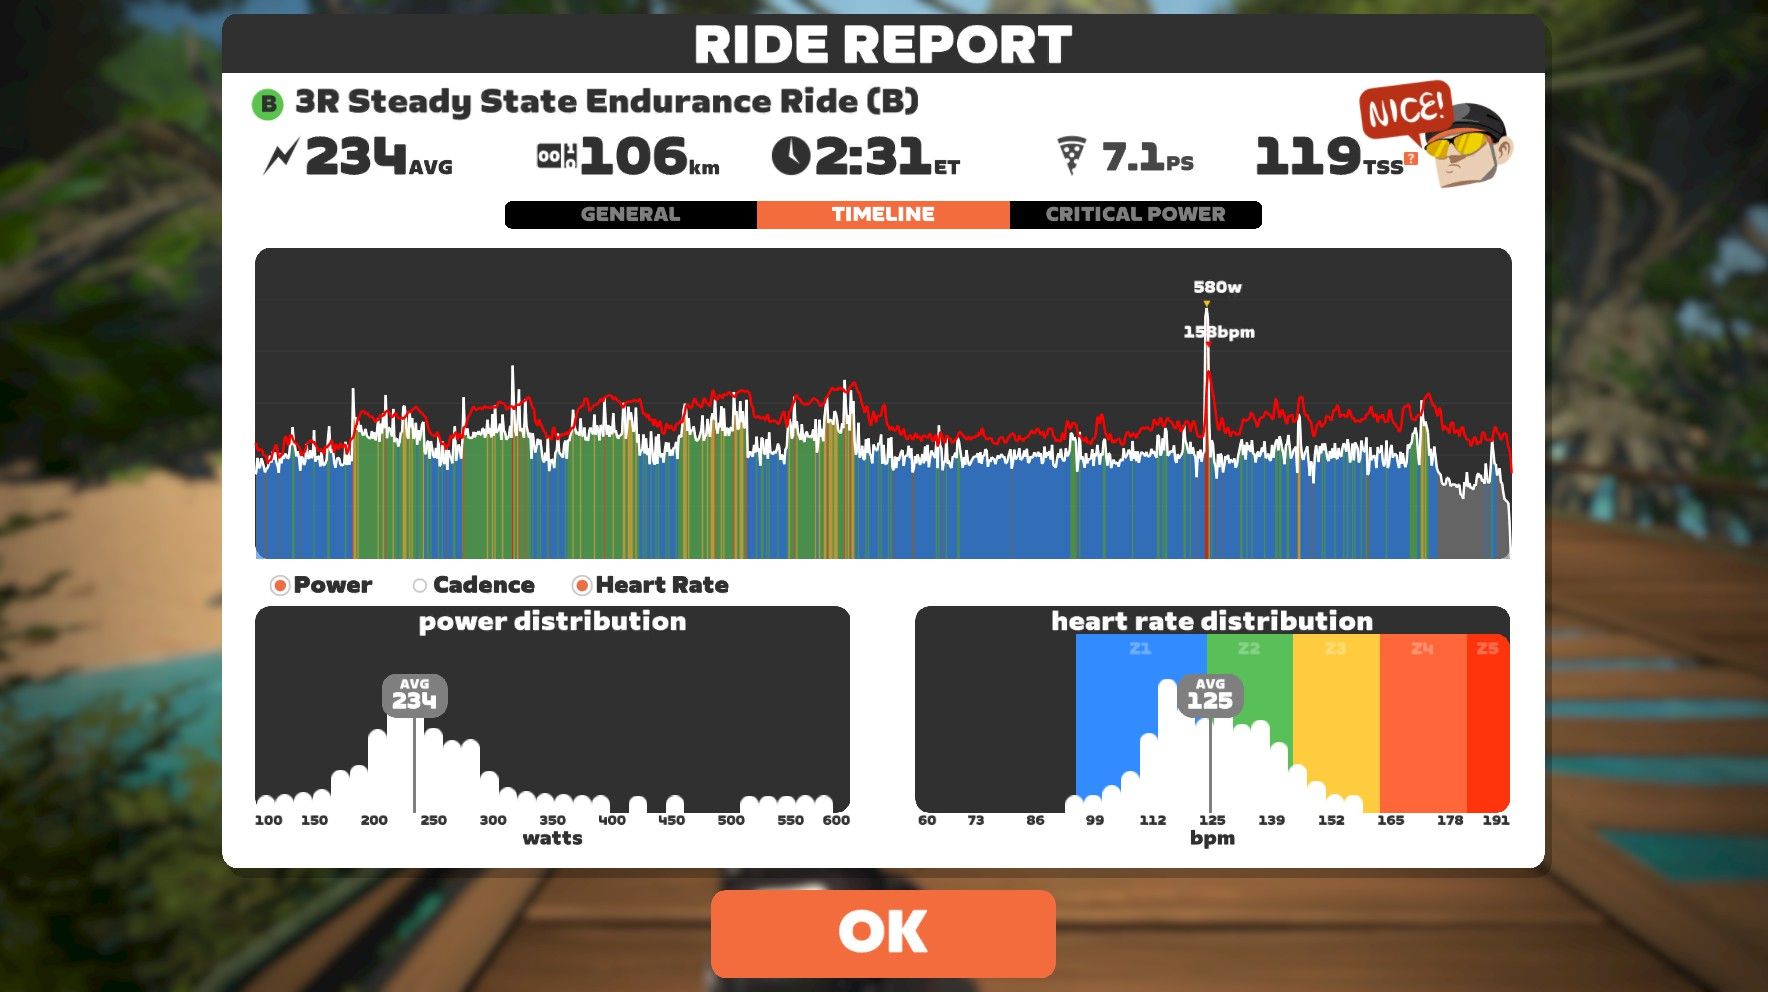 RIDE REPORT
B 3R Steady State Endurance Ride (B)
NICE!
234AVG 106km 2:31ET 7.1PS 119TSS?
GENERAL TIMELINE CRITICAL POWER
580w
158bpm
Power Cadence Heart Rate
power distribution
AVG
234
100 150 200 250 300 350 400 450 500 550 600
watts
heart rate distribution
Z1 Z2 Z3 Z4 Z5
AVG
125
60 73 86 99 112 125 139 152 165 178 191
bpm
OK